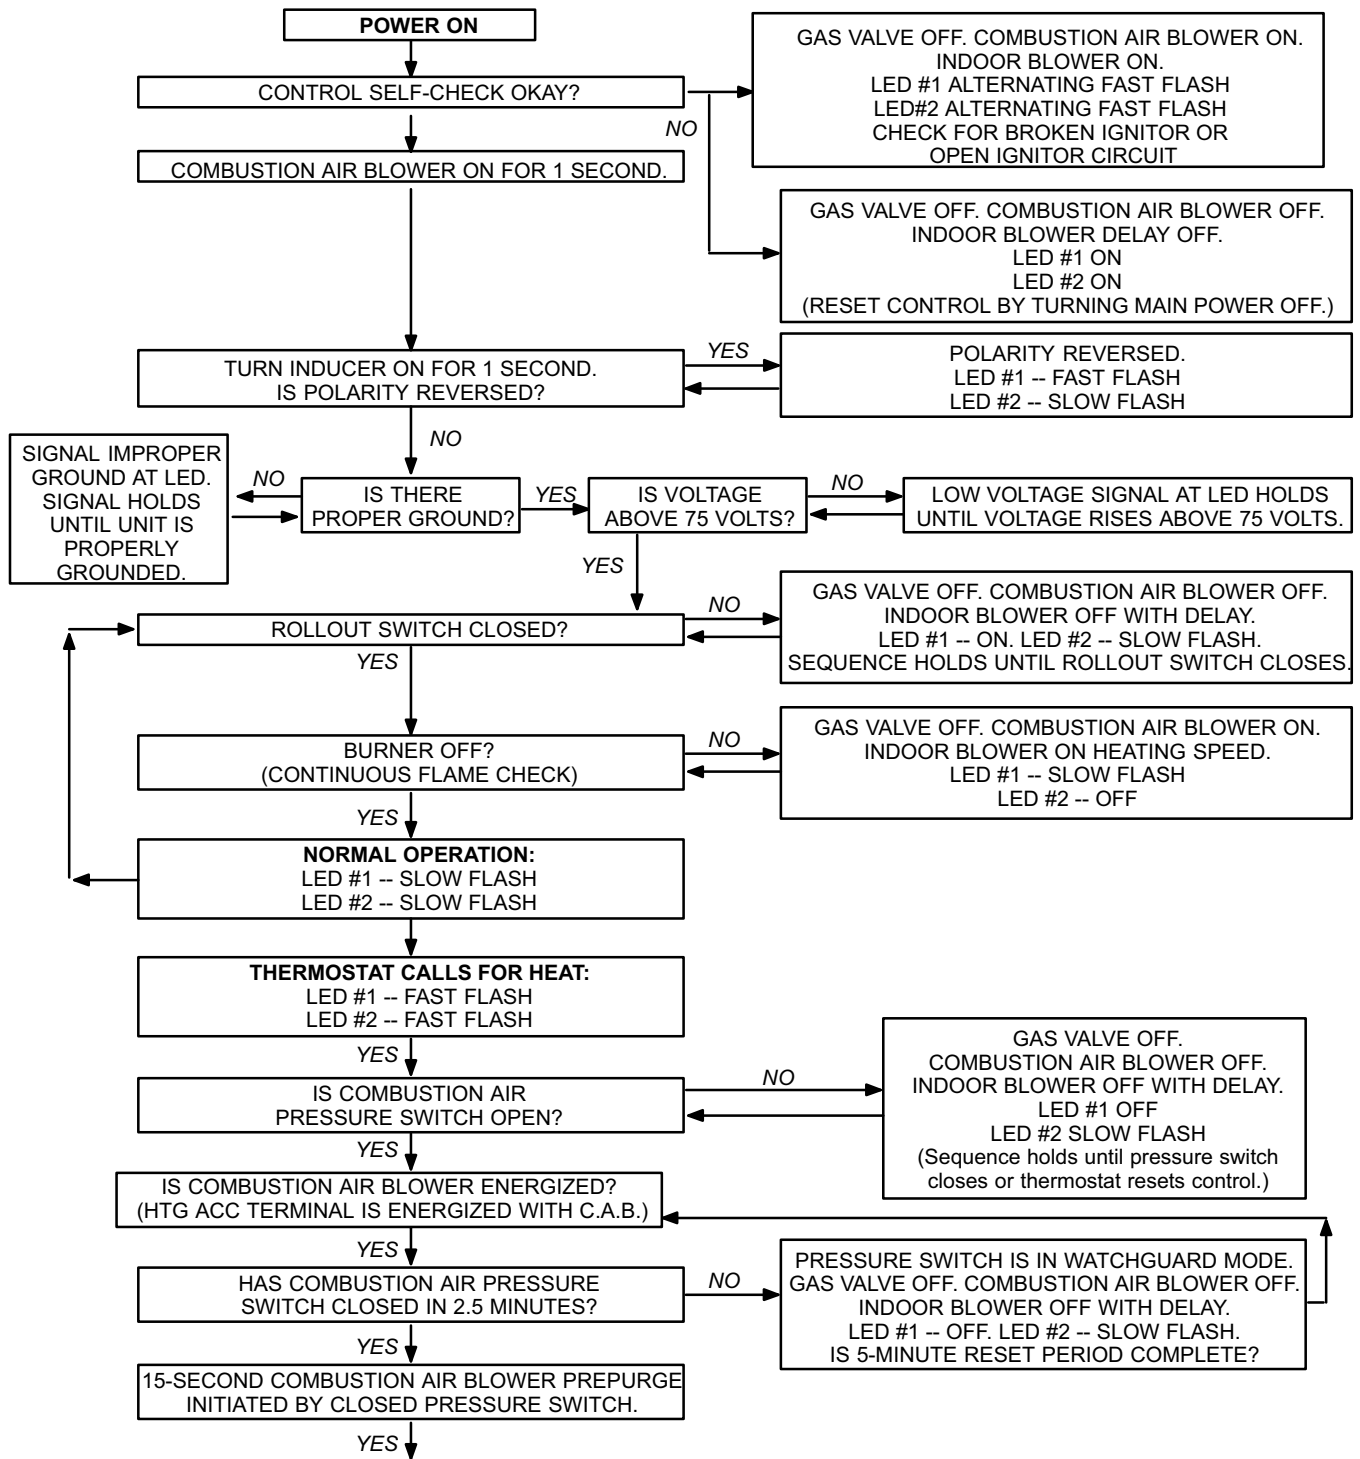 POWER ON
GAS VALVE OFF. COMBUSTION AIR BLOWER ON.
INDOOR BLOWER ON.
LED #1 ALTERNATING FAST FLASH
LED#2 ALTERNATING FAST FLASH
CHECK FOR BROKEN IGNITOR OR
OPEN IGNITOR CIRCUIT
CONTROL SELF-CHECK OKAY?
NO
COMBUSTION AIR BLOWER ON FOR 1 SECOND.
GAS VALVE OFF. COMBUSTION AIR BLOWER OFF.
INDOOR BLOWER DELAY OFF.
LED #1 ON
LED #2 ON
(RESET CONTROL BY TURNING MAIN POWER OFF.)
TURN INDUCER ON FOR 1 SECOND.
IS POLARITY REVERSED?
YES
POLARITY REVERSED.
LED #1 -- FAST FLASH
LED #2 -- SLOW FLASH
NO
SIGNAL IMPROPER
GROUND AT LED.
SIGNAL HOLDS
UNTIL UNIT IS
PROPERLY
GROUNDED.
NO
IS THERE
PROPER GROUND?
YES
IS VOLTAGE
ABOVE 75 VOLTS?
NO
LOW VOLTAGE SIGNAL AT LED HOLDS
UNTIL VOLTAGE RISES ABOVE 75 VOLTS.
YES
ROLLOUT SWITCH CLOSED?
NO
GAS VALVE OFF. COMBUSTION AIR BLOWER OFF.
INDOOR BLOWER OFF WITH DELAY.
LED #1 -- ON. LED #2 -- SLOW FLASH.
SEQUENCE HOLDS UNTIL ROLLOUT SWITCH CLOSES.
YES
BURNER OFF?
(CONTINUOUS FLAME CHECK)
NO
GAS VALVE OFF. COMBUSTION AIR BLOWER ON.
INDOOR BLOWER ON HEATING SPEED.
LED #1 -- SLOW FLASH
LED #2 -- OFF
YES
NORMAL OPERATION:
LED #1 -- SLOW FLASH
LED #2 -- SLOW FLASH
THERMOSTAT CALLS FOR HEAT:
LED #1 -- FAST FLASH
LED #2 -- FAST FLASH
YES
IS COMBUSTION AIR
PRESSURE SWITCH OPEN?
NO
GAS VALVE OFF.
COMBUSTION AIR BLOWER OFF.
INDOOR BLOWER OFF WITH DELAY.
LED #1 OFF
LED #2 SLOW FLASH
(Sequence holds until pressure switch
closes or thermostat resets control.)
YES
IS COMBUSTION AIR BLOWER ENERGIZED?
(HTG ACC TERMINAL IS ENERGIZED WITH C.A.B.)
YES
HAS COMBUSTION AIR PRESSURE
SWITCH CLOSED IN 2.5 MINUTES?
NO
PRESSURE SWITCH IS IN WATCHGUARD MODE.
GAS VALVE OFF. COMBUSTION AIR BLOWER OFF.
INDOOR BLOWER OFF WITH DELAY.
LED #1 -- OFF. LED #2 -- SLOW FLASH.
IS 5-MINUTE RESET PERIOD COMPLETE?
YES
15-SECOND COMBUSTION AIR BLOWER PREPURGE
INITIATED BY CLOSED PRESSURE SWITCH.
YES